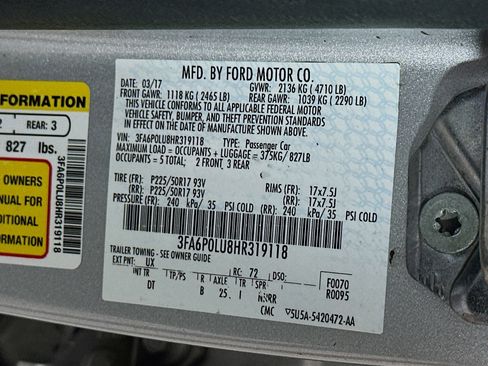 FORMATION
2 REAR: 3
827 lbs.
OWNERS
NUAL FOR
ADDITIONAL
RMATION
3FA6P0LU8HR319118
MFD. BY FORD MOTOR CO.
DATE: 03/17 GVWR: 2136 KG ( 4710 LB)
FRONT GAWR: 1118 KG ( 2465 LB) REAR GAWR: 1039 KG ( 2290 LB)
THIS VEHICLE CONFORMS TO ALL APPLICABLE FEDERAL MOTOR
VEHICLE SAFETY, BUMPER, AND THEFT PREVENTION STANDARDS IN
EFFECT ON THE DATE OF MANUFACTURE SHOWN ABOVE.
VIN: 3FA6P0LU8HR319118 TYPE: Passenger Car
MAXIMUM LOAD = OCCUPANTS + LUGGAGE = 375KG / 827LB
OCCUPANTS = 5 TOTAL; 2 FRONT, 3 REAR
TIRE (FR): P225/50R17 93V RIMS (FR): 17x7.5J
(RR): P225/50R17 93V (RR): 17x7.5J
PRESSURE (FR): 240 kPa/ 35 PSI COLD (RR): 240 kPa/ 35 PSI COLD
3FA6P0LU8HR319118
TRAILER TOWING - SEE OWNER GUIDE
EXT PNT: UX RC: 72 DSO: F0070
INT TR TP/PS R AXLE TR SPR R0095
DT B 25. HHRR
CMC ▽5U5A-5420472-AA